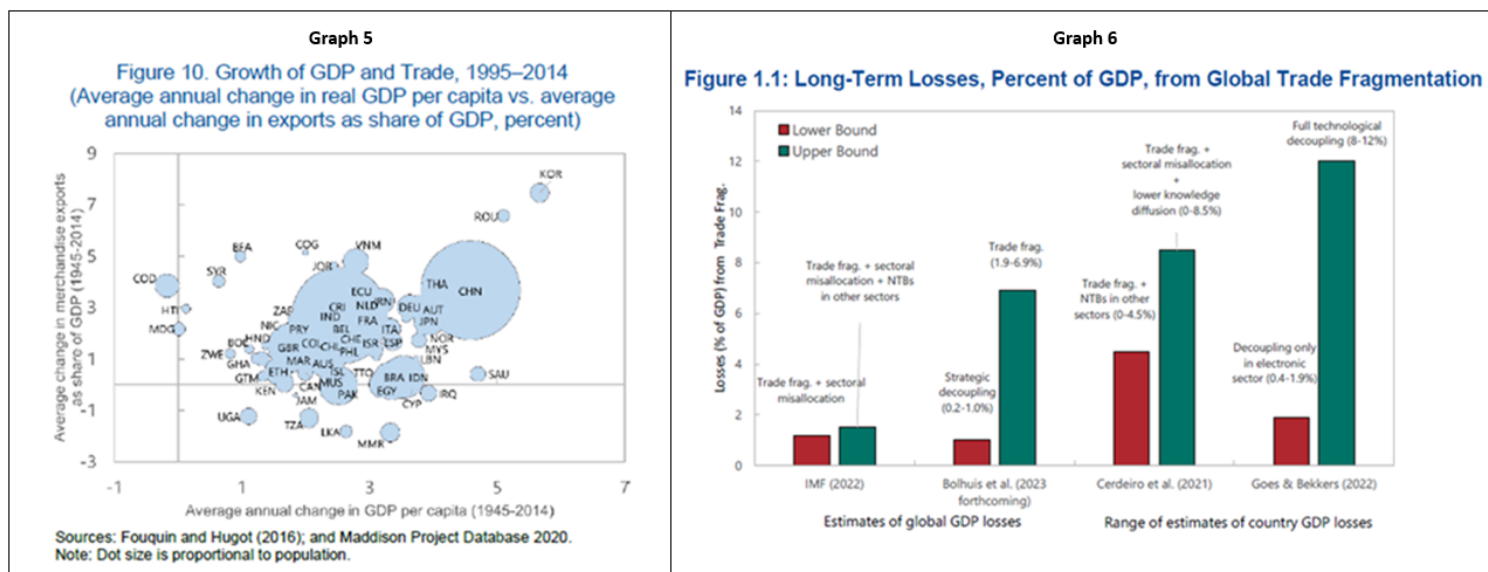 Graph 5
Figure 10. Growth of GDP and Trade, 1995–2014
(Average annual change in real GDP per capita vs. average
annual change in exports as share of GDP, percent)
Average change in merchandise exports
as share of GDP (1945-2014)
9
7
5
3
1
-1
-3
KOR
ROU
BFA
COG
VNM
JOR
COD
SYR
THA
CHN
ECU
HTI
ZAF
CRI
NLD
IRN
DEU
AUT
IND
FRA
JPN
MDG
NIC
PRY
BEL
ITA
NOR
BOL
HND
GBR
COL
CHL
CHE
ISR
ESP
MYS
ZWE
GHA
MAR
AUS
PHL
LBN
GTM
ETH
ISL
TTO
BRA
IDN
SAU
KEN
CAN
MUS
PAK
EGY
IRQ
JAM
CYP
UGA
TZA
LKA
MMR
-1
1
3
5
7
Average annual change in GDP per capita (1945-2014)
Sources: Fouquin and Hugot (2016); and Maddison Project Database 2020.
Note: Dot size is proportional to population.
Graph 6
Figure 1.1: Long-Term Losses, Percent of GDP, from Global Trade Fragmentation
Losses (% of GDP) from Trade Frag.
14
12
10
8
6
4
2
0
Lower Bound
Upper Bound
Trade frag. + sectoral
misallocation
Trade frag. + sectoral
misallocation + NTBs
in other sectors
Strategic
decoupling
(0.2-1.0%)
Trade frag.
(1.9-6.9%)
Trade frag. +
NTBs in other
sectors (0-4.5%)
Trade frag. +
sectoral misallocation
+
lower knowledge
diffusion (0-8.5%)
Decoupling only
in electronic
sector (0.4-1.9%)
Full technological
decoupling (8-12%)
IMF (2022)
Bolhuis et al. (2023
forthcoming)
Cerdeiro et al. (2021)
Goes & Bekkers (2022)
Estimates of global GDP losses
Range of estimates of country GDP losses